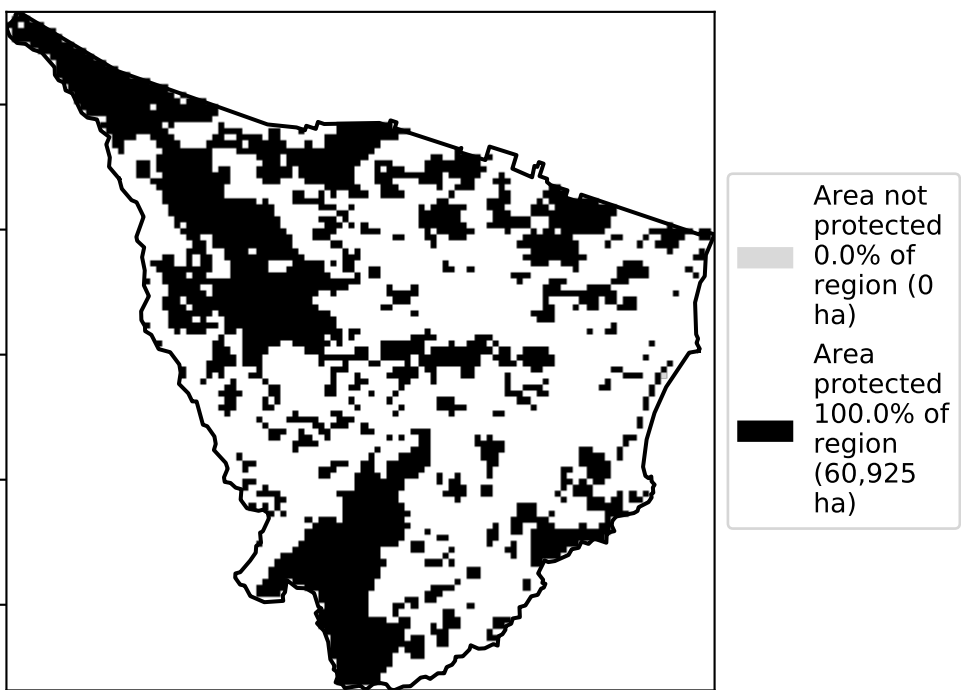 Area not
protected
0.0% of
region (0
ha)
Area
protected
100.0% of
region
(60,925
ha)